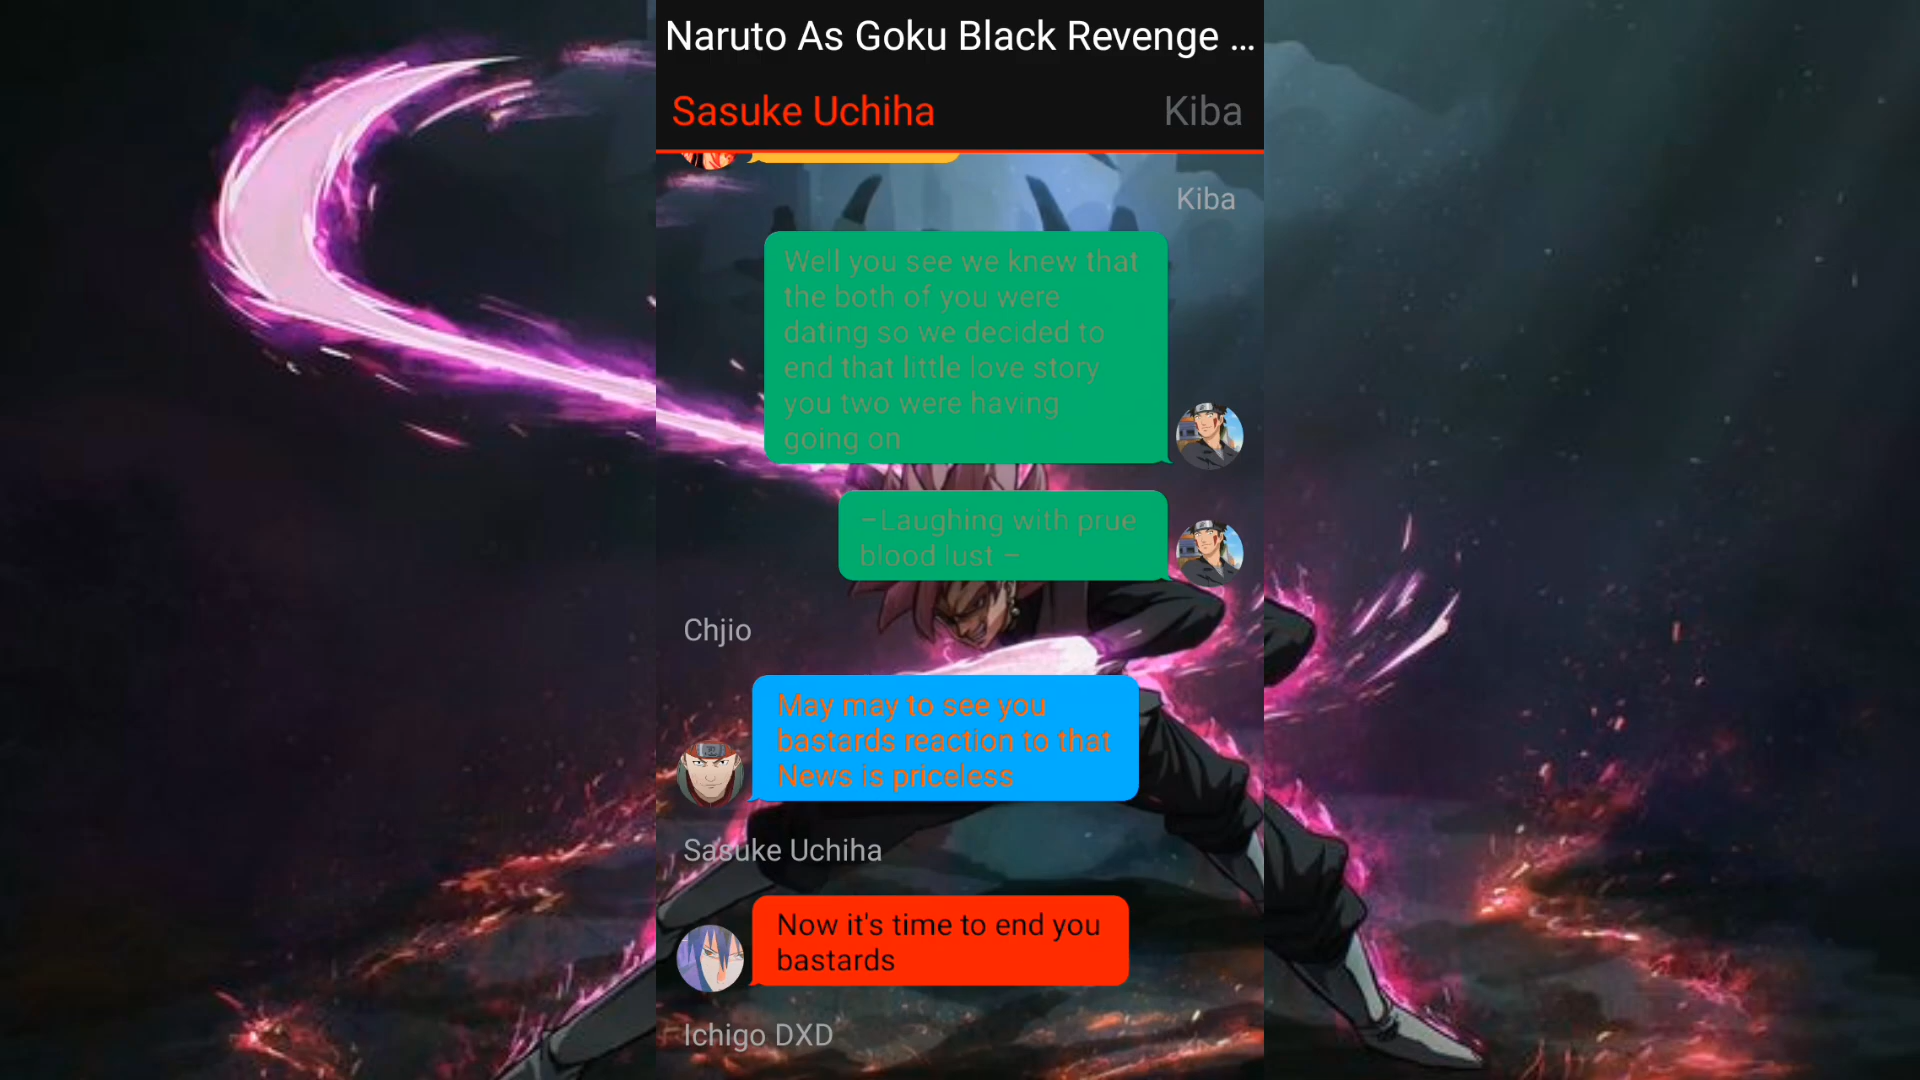 Naruto As Goku Black Revenge ...
Sasuke Uchiha Kiba
Kiba
Well you see we knew that
the both of you were
dating so we decided to
end that little love story
you two were having
going on
-Laughing with prue
blood lust -
Chjio
May may to see you
bastards reaction to that
News is priceless
Sasuke Uchiha
Now it's time to end you
bastards
Ichigo DXD